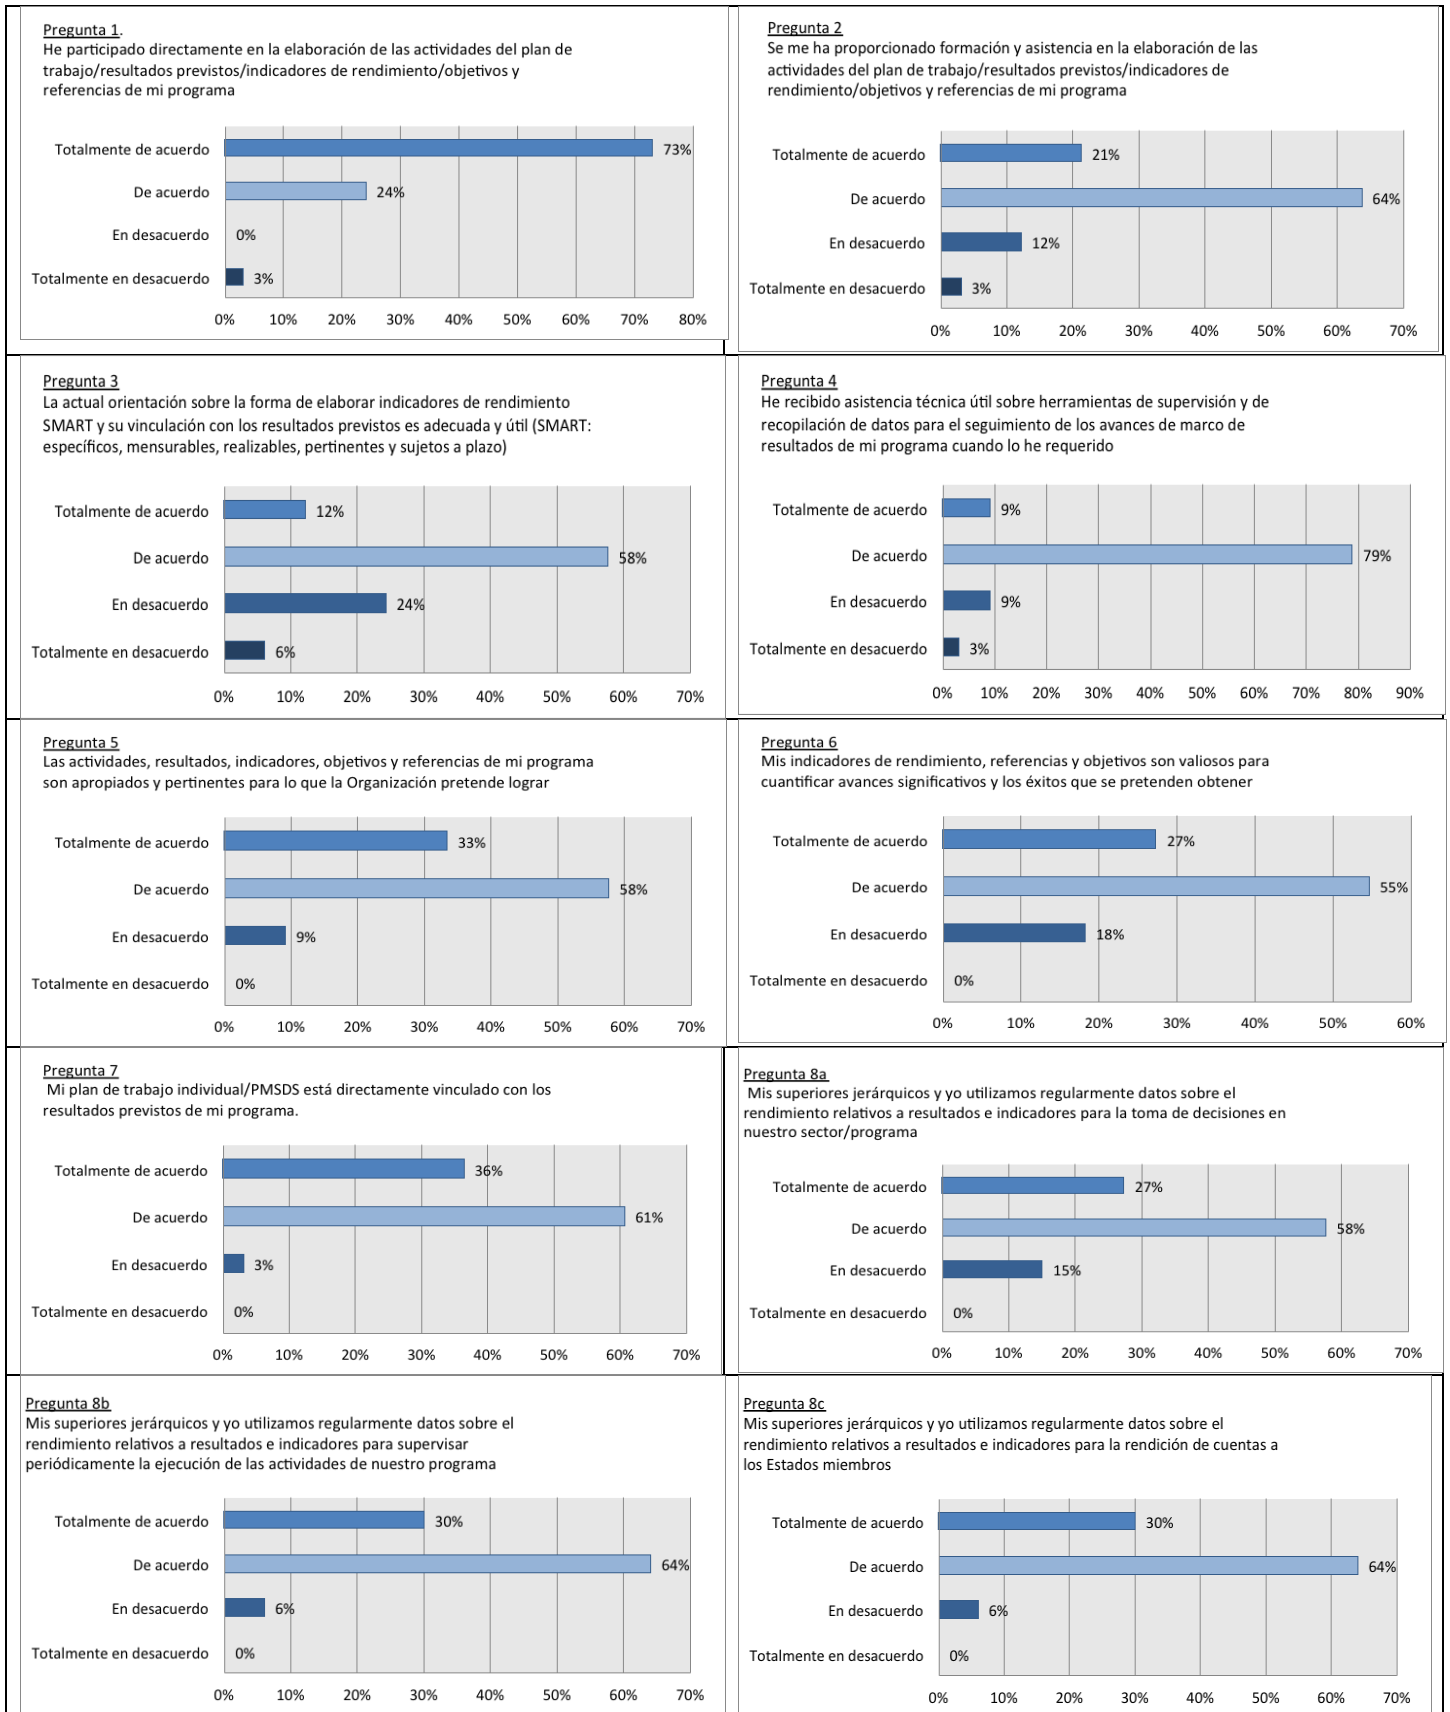 Pregunta 1.
He participado directamente en la elaboración de las actividades del plan de
trabajo/resultados previstos/indicadores de rendimiento/objetivos y
referencias de mi programa
Totalmente de acuerdo 73%
De acuerdo 24%
En desacuerdo 0%
Totalmente en desacuerdo 3%
0% 10% 20% 30% 40% 50% 60% 70% 80%
Pregunta 2
Se me ha proporcionado formación y asistencia en la elaboración de las
actividades del plan de trabajo/resultados previstos/indicadores de
rendimiento/objetivos y referencias de mi programa
Totalmente de acuerdo 21%
De acuerdo 64%
En desacuerdo 12%
Totalmente en desacuerdo 3%
0% 10% 20% 30% 40% 50% 60% 70%
Pregunta 3
La actual orientación sobre la forma de elaborar indicadores de rendimiento
SMART y su vinculación con los resultados previstos es adecuada y útil (SMART:
específicos, mensurables, realizables, pertinentes y sujetos a plazo)
Totalmente de acuerdo 12%
De acuerdo 58%
En desacuerdo 24%
Totalmente en desacuerdo 6%
0% 10% 20% 30% 40% 50% 60% 70%
Pregunta 4
He recibido asistencia técnica útil sobre herramientas de supervisión y de
recopilación de datos para el seguimiento de los avances de marco de
resultados de mi programa cuando lo he requerido
Totalmente de acuerdo 9%
De acuerdo 79%
En desacuerdo 9%
Totalmente en desacuerdo 3%
0% 10% 20% 30% 40% 50% 60% 70% 80% 90%
Pregunta 5
Las actividades, resultados, indicadores, objetivos y referencias de mi programa
son apropiados y pertinentes para lo que la Organización pretende lograr
Totalmente de acuerdo 33%
De acuerdo 58%
En desacuerdo 9%
Totalmente en desacuerdo 0%
0% 10% 20% 30% 40% 50% 60% 70%
Pregunta 6
Mis indicadores de rendimiento, referencias y objetivos son valiosos para
cuantificar avances significativos y los éxitos que se pretenden obtener
Totalmente de acuerdo 27%
De acuerdo 55%
En desacuerdo 18%
Totalmente en desacuerdo 0%
0% 10% 20% 30% 40% 50% 60%
Pregunta 7
Mi plan de trabajo individual/PMSDS está directamente vinculado con los
resultados previstos de mi programa.
Totalmente de acuerdo 36%
De acuerdo 61%
En desacuerdo 3%
Totalmente en desacuerdo 0%
0% 10% 20% 30% 40% 50% 60% 70%
Pregunta 8a
Mis superiores jerárquicos y yo utilizamos regularmente datos sobre el
rendimiento relativos a resultados e indicadores para la toma de decisiones en
nuestro sector/programa
Totalmente de acuerdo 27%
De acuerdo 58%
En desacuerdo 15%
Totalmente en desacuerdo 0%
0% 10% 20% 30% 40% 50% 60% 70%
Pregunta 8b
Mis superiores jerárquicos y yo utilizamos regularmente datos sobre el
rendimiento relativos a resultados e indicadores para supervisar
periódicamente la ejecución de las actividades de nuestro programa
Totalmente de acuerdo 30%
De acuerdo 64%
En desacuerdo 6%
Totalmente en desacuerdo 0%
0% 10% 20% 30% 40% 50% 60% 70%
Pregunta 8c
Mis superiores jerárquicos y yo utilizamos regularmente datos sobre el
rendimiento relativos a resultados e indicadores para la rendición de cuentas a
los Estados miembros
Totalmente de acuerdo 30%
De acuerdo 64%
En desacuerdo 6%
Totalmente en desacuerdo 0%
0% 10% 20% 30% 40% 50% 60% 70%